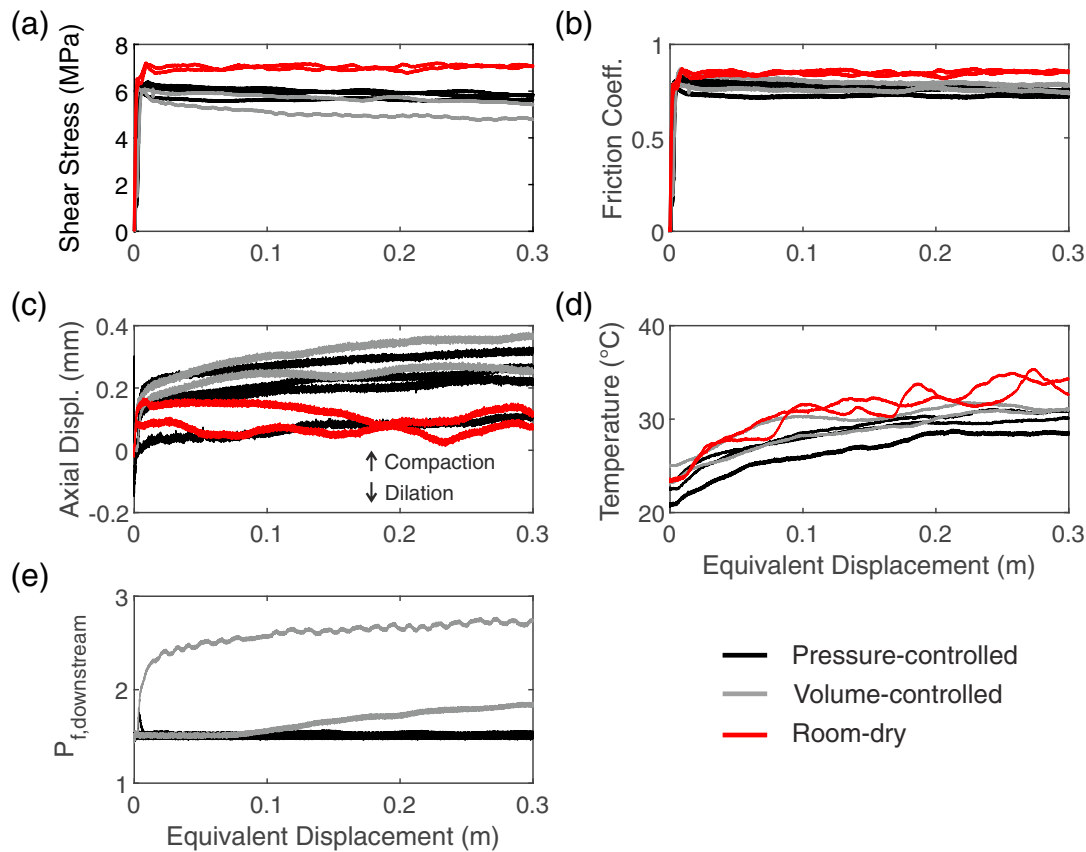 (a)
Shear Stress (MPa)
8
6
4
2
0
0
0.1
0.2
0.3
(b)
Friction Coeff.
1
0.5
0
0
0.1
0.2
0.3
(c)
Axial Displ. (mm)
0.4
0.2
0
-0.2
↑ Compaction
↓ Dilation
0
0.1
0.2
0.3
(d)
Temperature (°C)
40
30
20
0
0.1
0.2
0.3
Equivalent Displacement (m)
(e)
P f,downstream
3
2
1
0
0.1
0.2
0.3
Equivalent Displacement (m)
Pressure-controlled
Volume-controlled
Room-dry